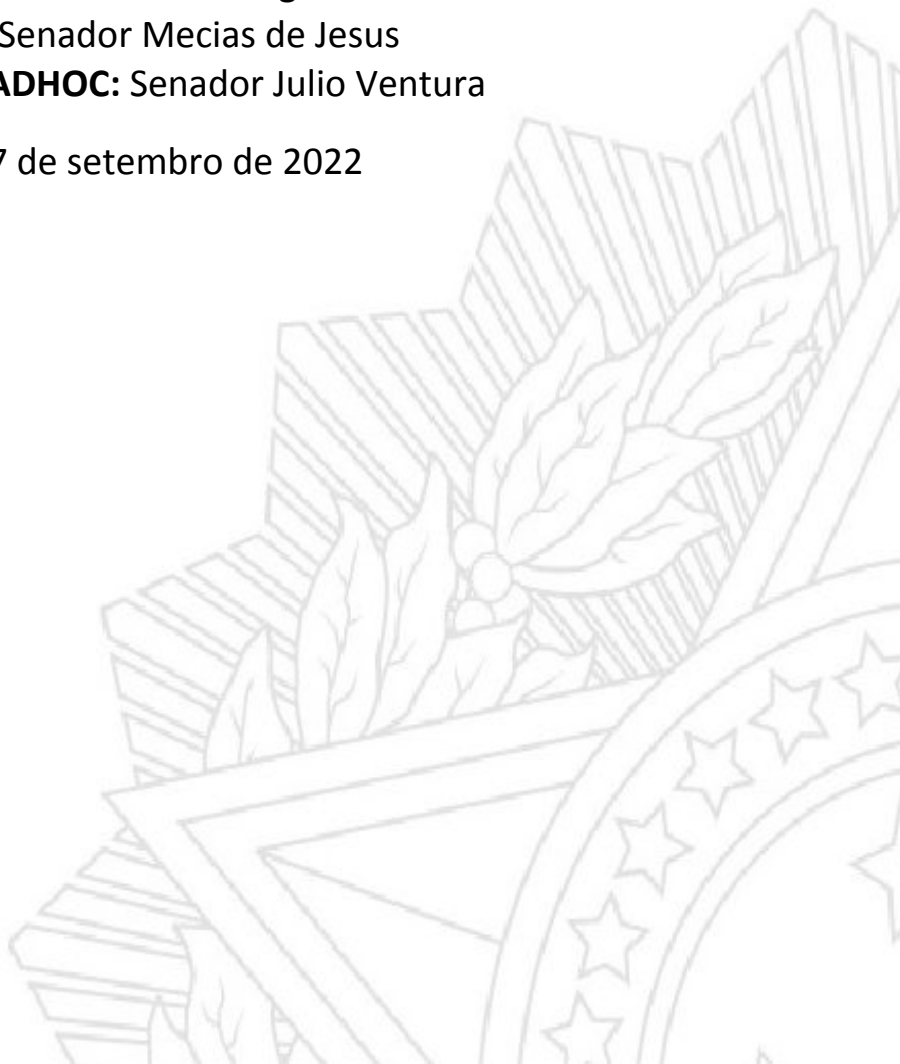 Senador Mecias de Jesus
ADHOC: Senador Julio Ventura
7 de setembro de 2022